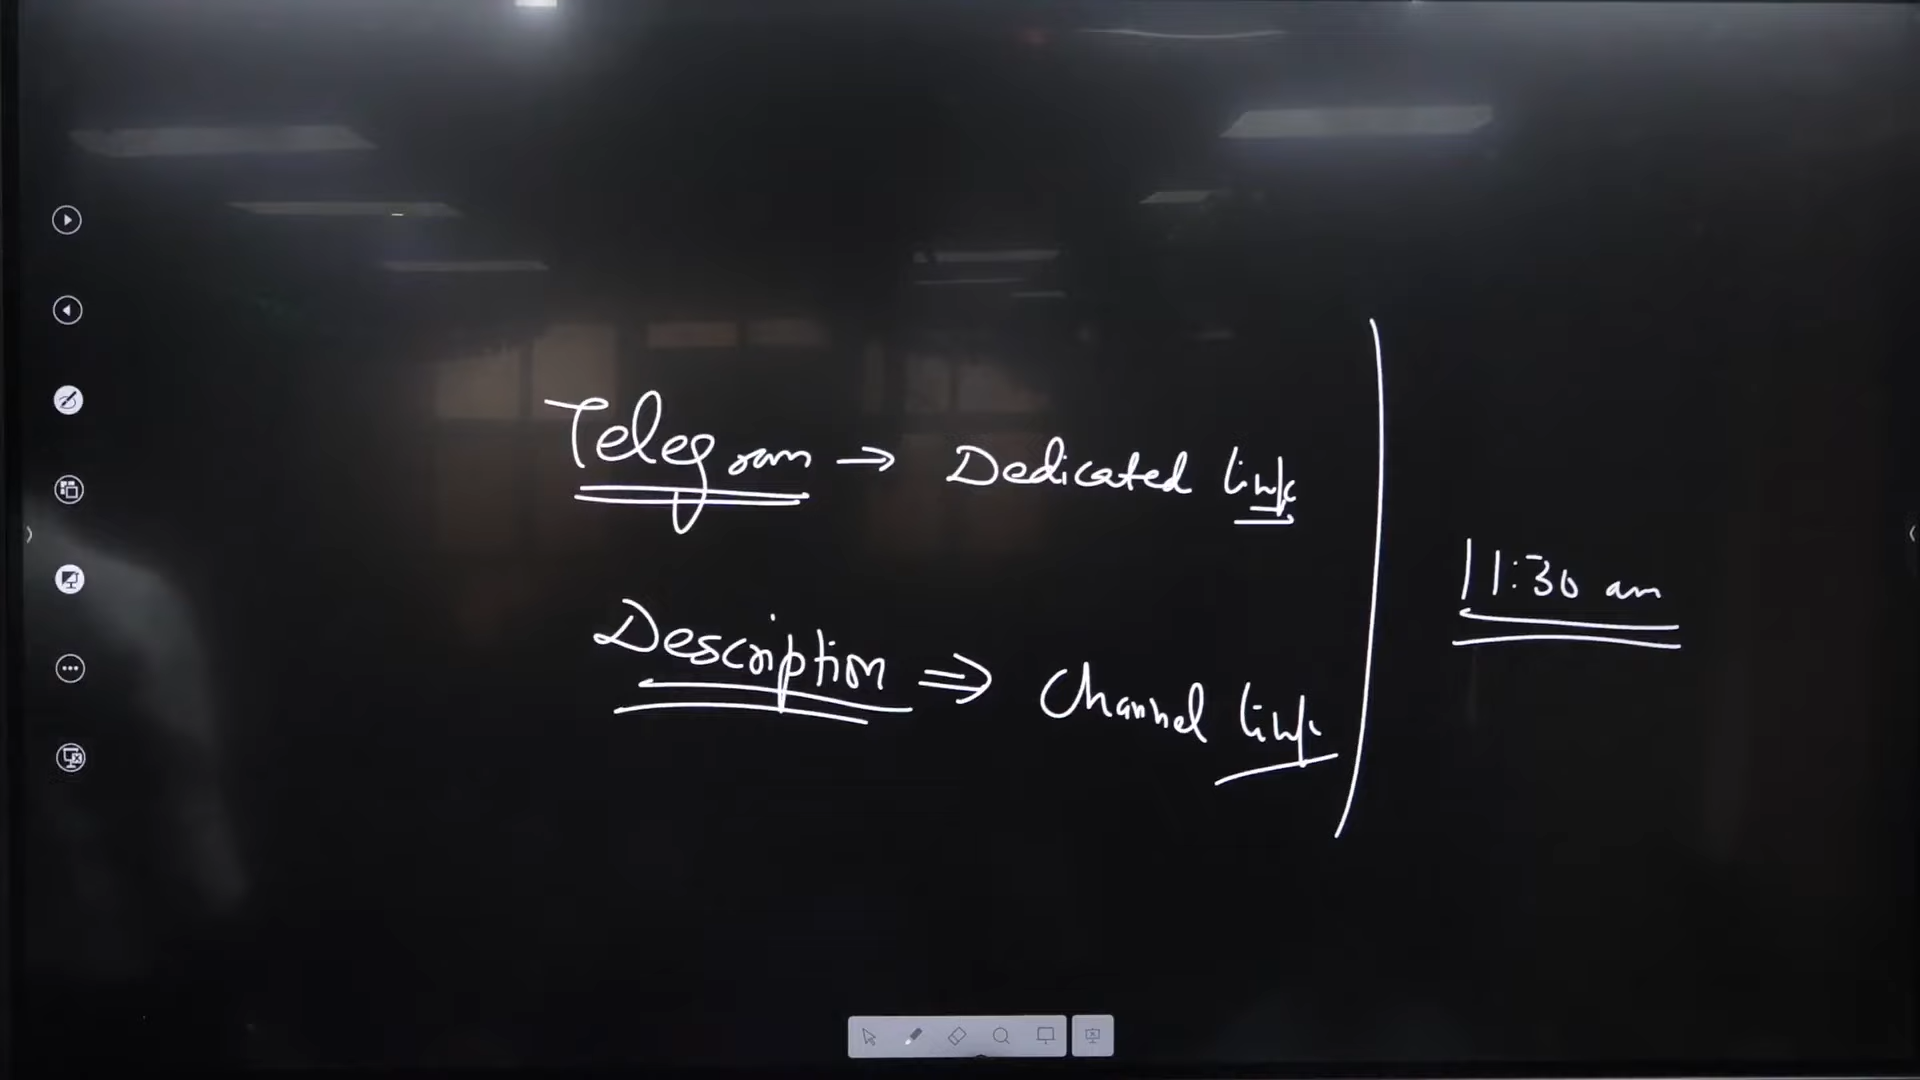 Telegram → Dedicated link
Description ⇒ Channel link
11:30 am